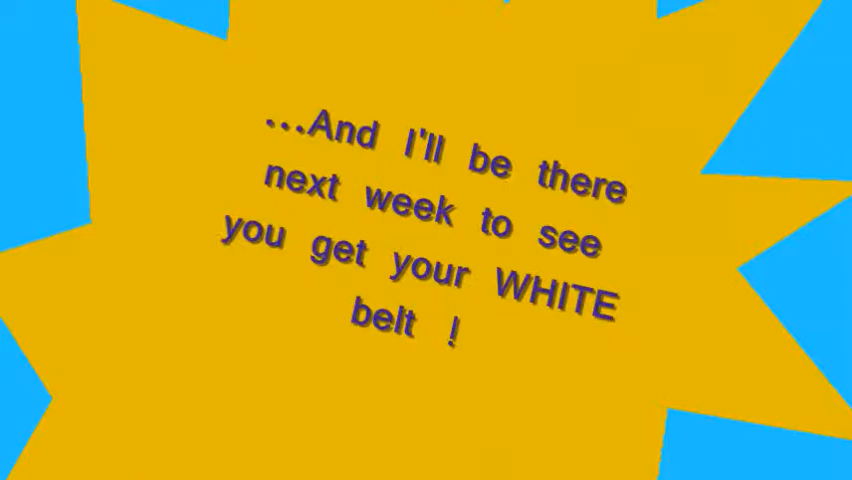 ...And I'll be there
next week to see
you get your WHITE
belt !